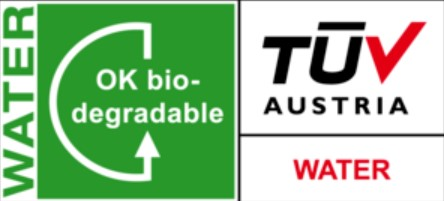 WATER
OK bio-
degradable
TÜV
AUSTRIA
WATER